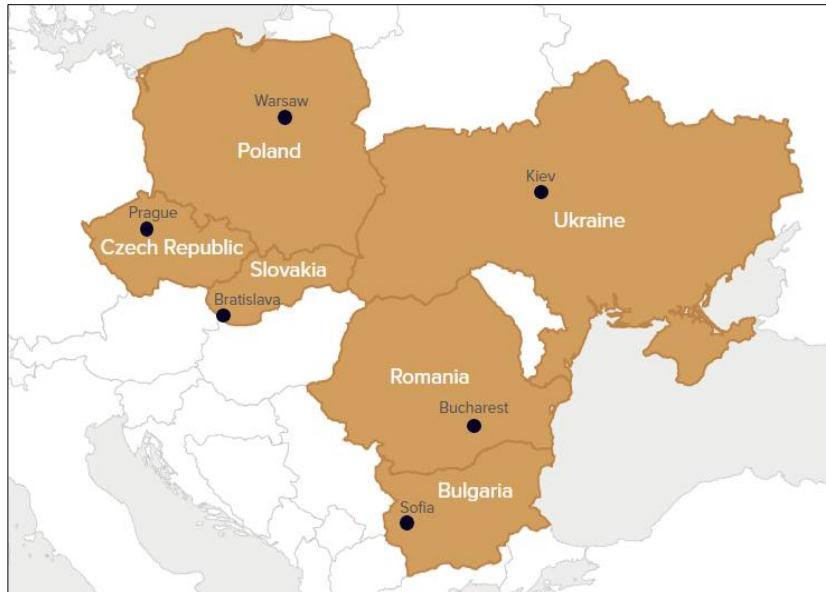 Warsaw
Poland
Kiev
Ukraine
Prague
Czech Republic
Slovakia
Bratislava
Romania
Bucharest
Bulgaria
Sofia